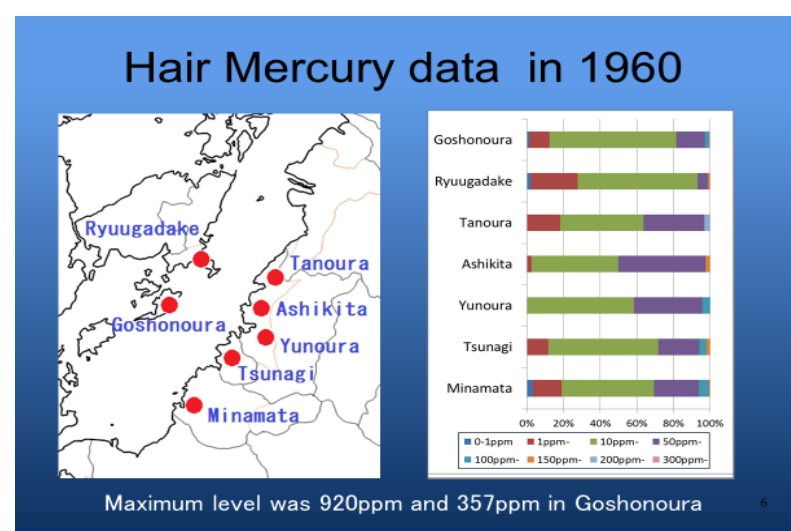 Hair Mercury data in 1960
Ryuugadake
Tanoura
Ashikita
Goshonoura
Yunoura
Tsunagi
Minamata
Goshonoura
Ryuugadake
Tanoura
Ashikita
Yunoura
Tsunagi
Minamata
0% 20% 40% 60% 80% 100%
0-1ppm 1ppm- 10ppm- 50ppm-
100ppm- 150ppm- 200ppm- 300ppm-
Maximum level was 920ppm and 357ppm in Goshonoura
6